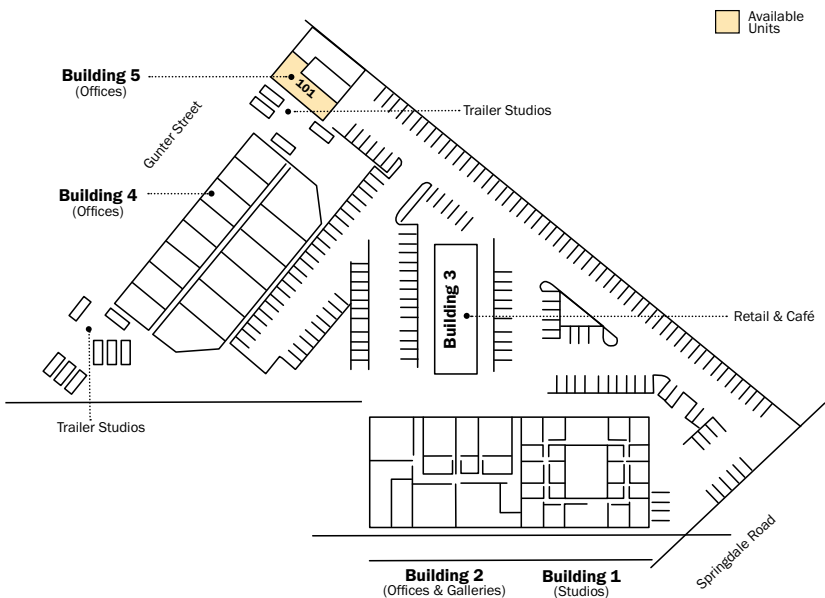 Available
Units
Building 5
(Offices)
101
Trailer Studios
Gunter Street
Building 4
(Offices)
Building 3
Retail & Café
Trailer Studios
Building 2
(Offices & Galleries)
Building 1
(Studios)
Springdale Road